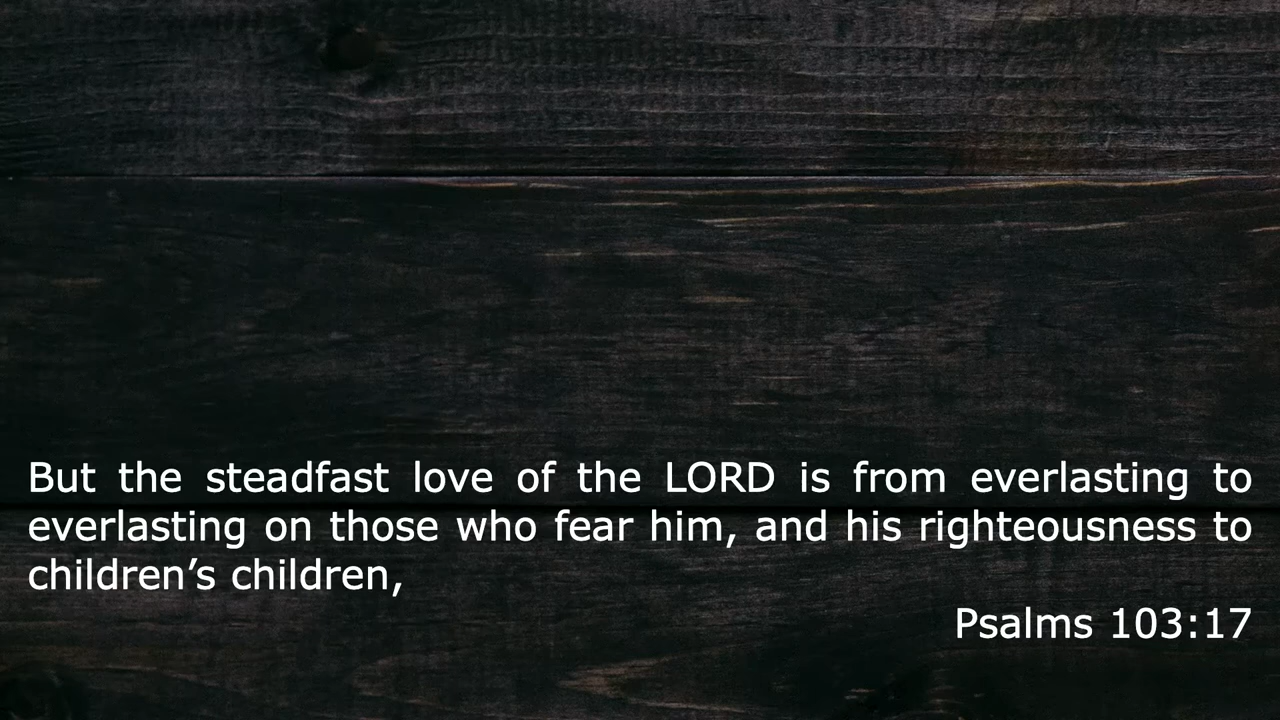 But the steadfast love of the LORD is from everlasting to
everlasting on those who fear him, and his righteousness to
children’s children,
Psalms 103:17